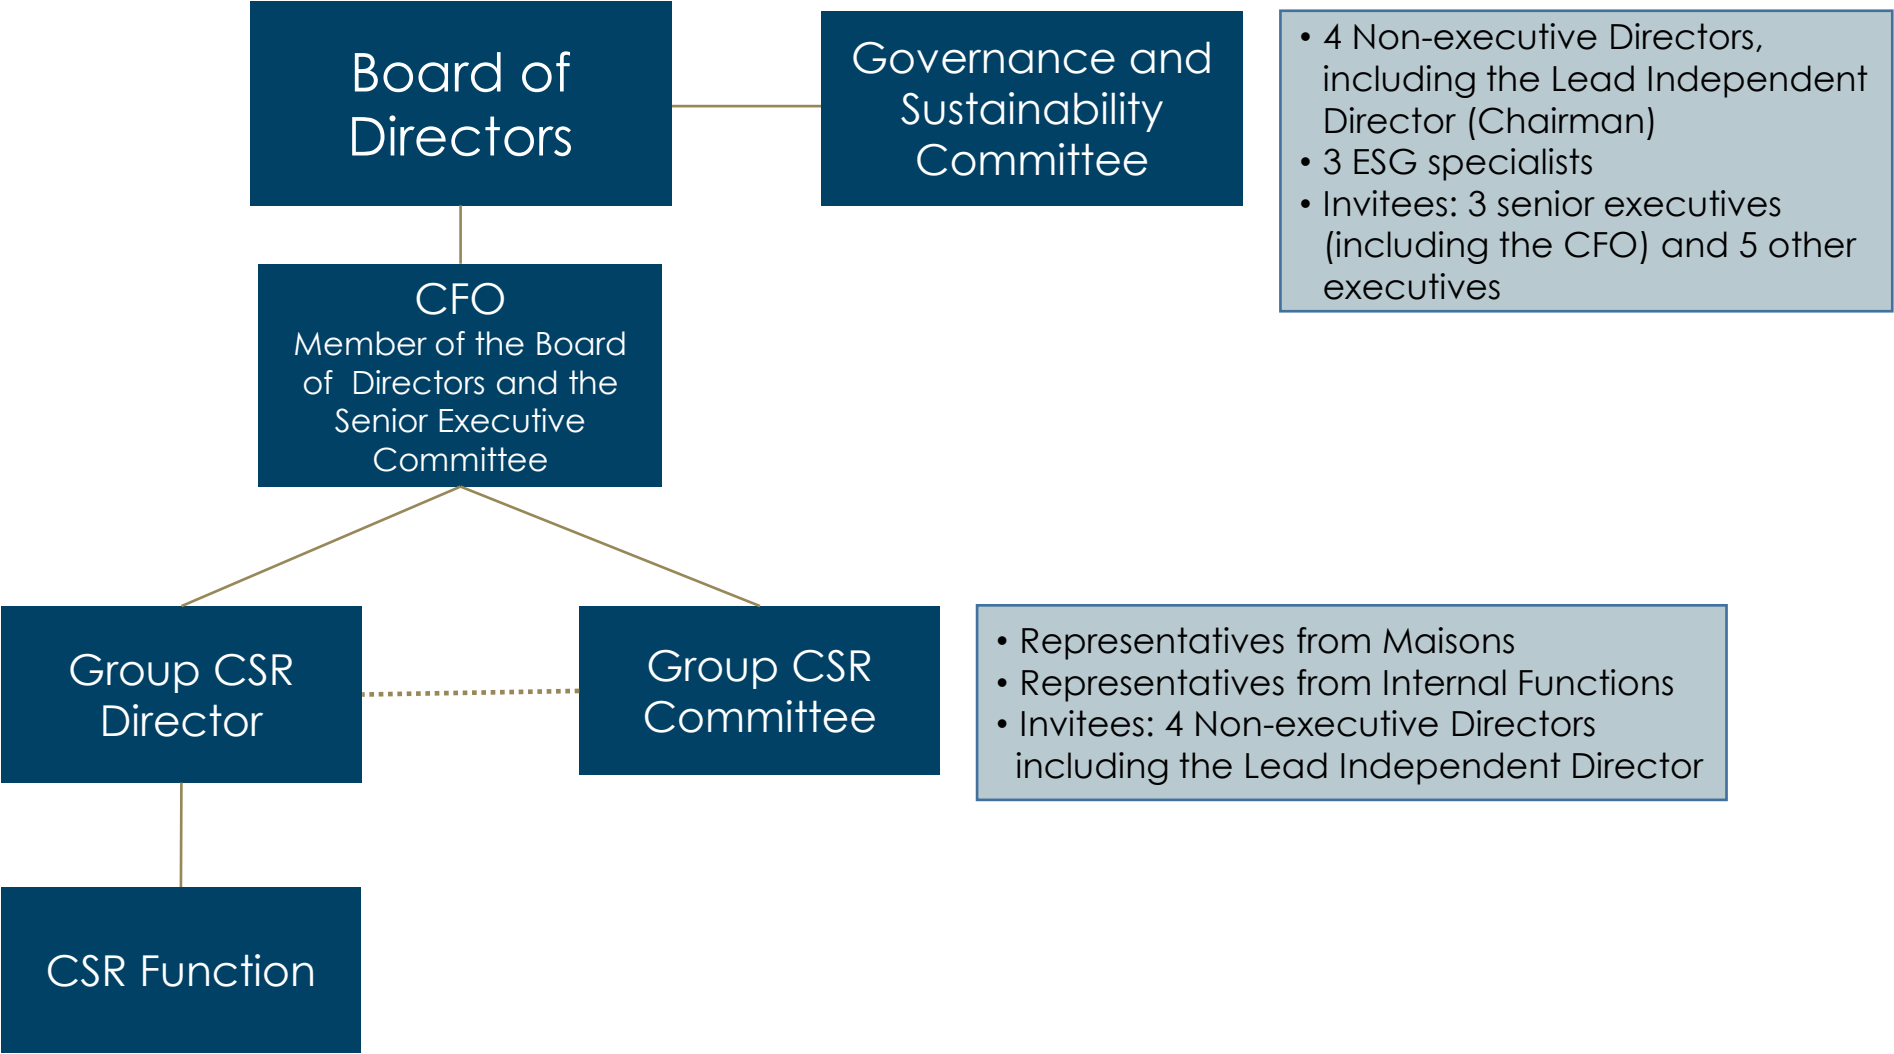 Board of
Directors
Governance and
Sustainability
Committee
• 4 Non-executive Directors,
including the Lead Independent
Director (Chairman)
• 3 ESG specialists
• Invitees: 3 senior executives
(including the CFO) and 5 other
executives
CFO
Member of the Board
of  Directors and the
Senior Executive
Committee
Group CSR
Director
Group CSR
Committee
• Representatives from Maisons
• Representatives from Internal Functions
• Invitees: 4 Non-executive Directors
including the Lead Independent Director
CSR Function